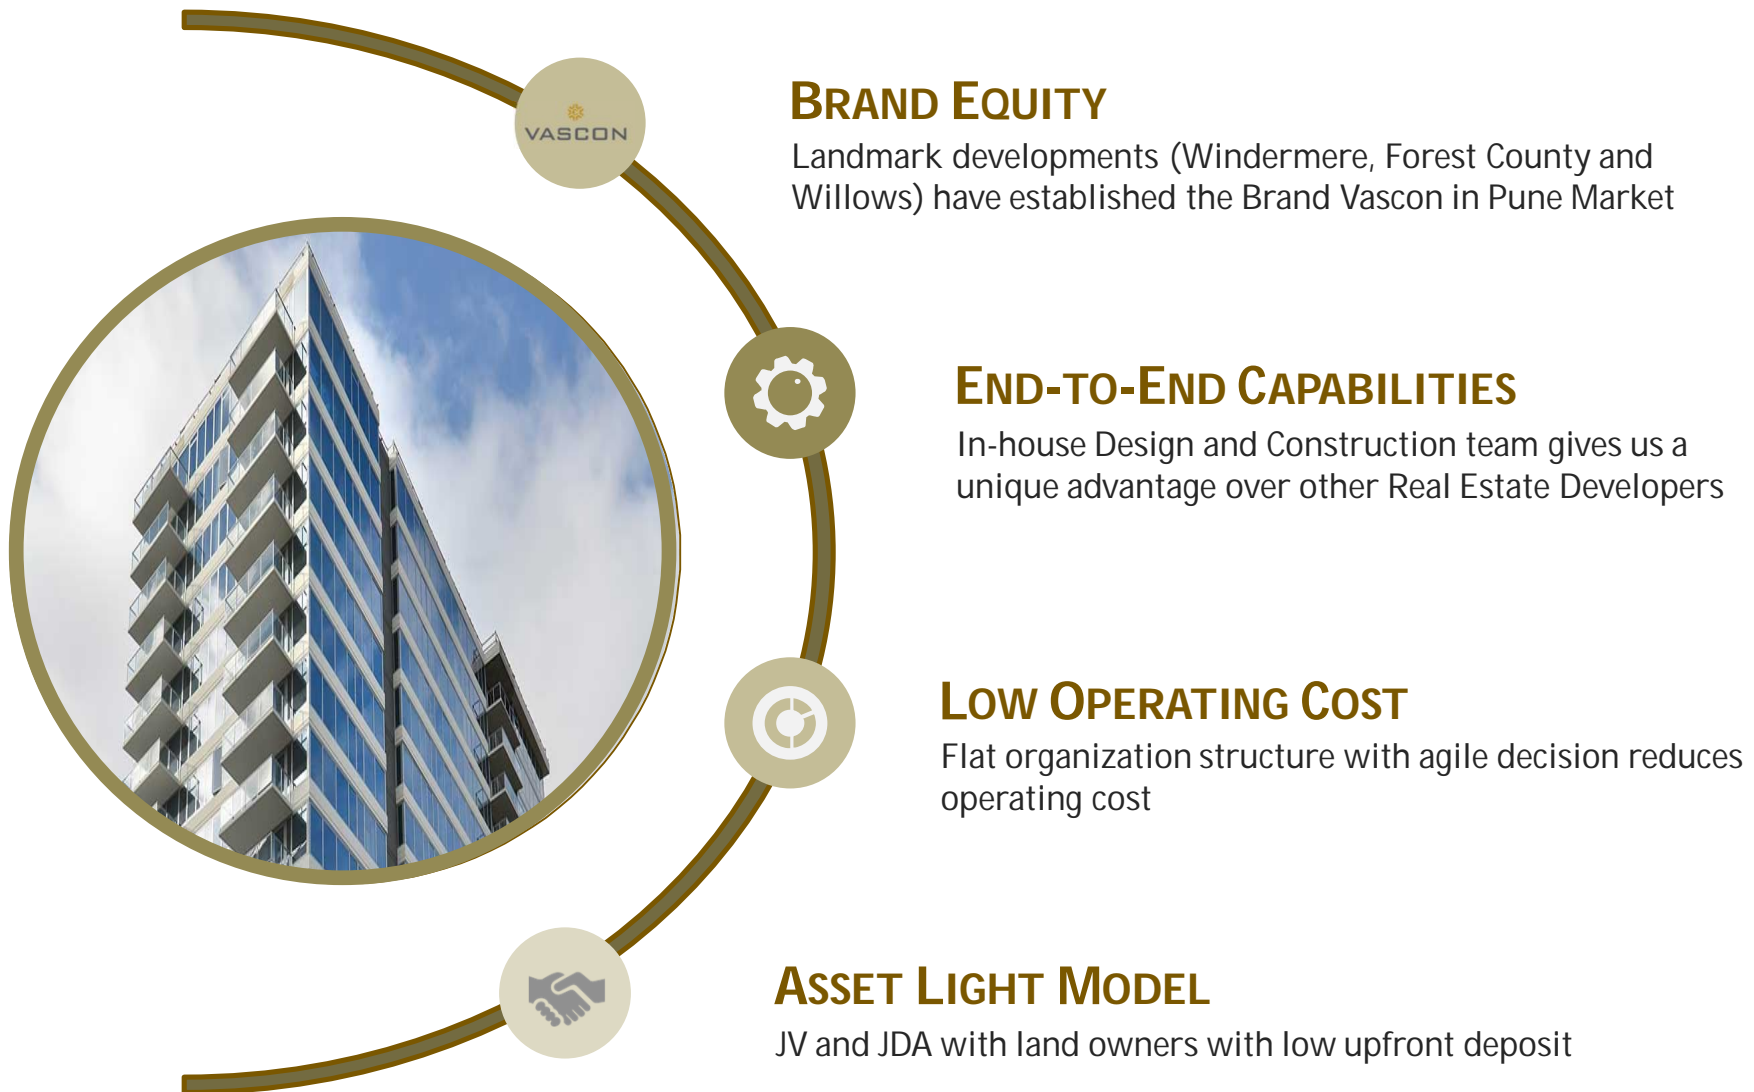 VASCON
BRAND EQUITY
Landmark developments (Windermere, Forest County and
Willows) have established the Brand Vascon in Pune Market
END-TO-END CAPABILITIES
In-house Design and Construction team gives us a
unique advantage over other Real Estate Developers
LOW OPERATING COST
Flat organization structure with agile decision reduces
operating cost
ASSET LIGHT MODEL
JV and JDA with land owners with low upfront deposit